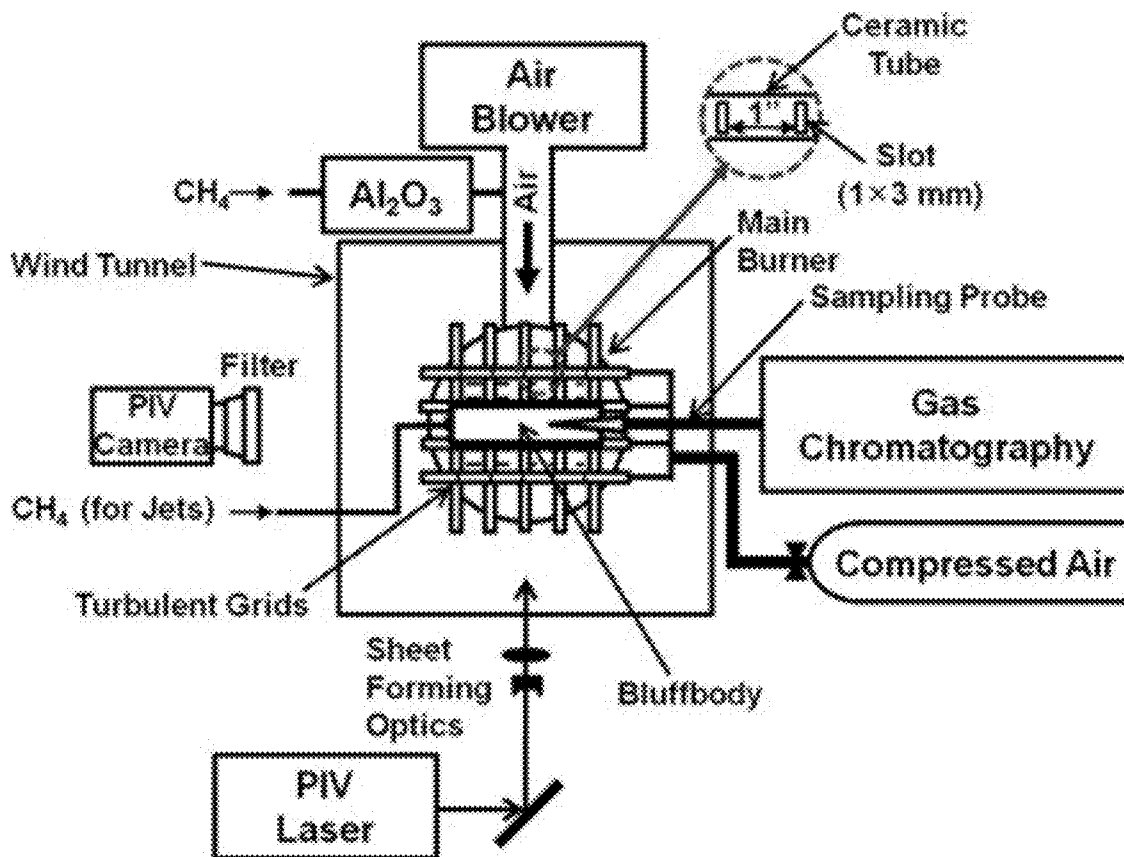 Air
Blower
Ceramic
Tube
1"
Slot
(1×3 mm)
CH₄
Al₂O₃
Air
Main
Burner
Wind Tunnel
Sampling Probe
Filter
PIV
Camera
Gas
Chromatography
CH₄ (for Jets)
Compressed Air
Turbulent Grids
Sheet
Forming
Optics
Bluffbody
PIV
Laser